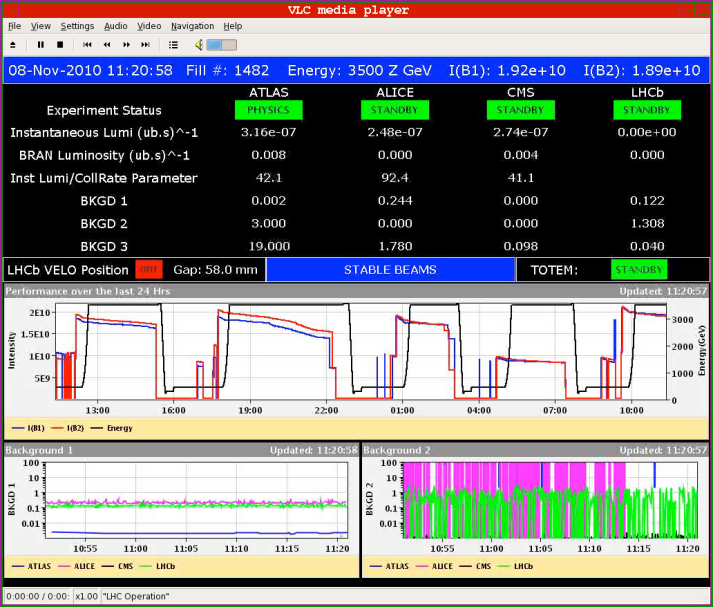 VLC media player
File View Settings Audio Video Navigation Help
08-Nov-2010 11:20:58 Fill #: 1482 Energy: 3500 Z GeV I(B1): 1.92e+10 I(B2): 1.89e+10
ATLAS ALICE CMS LHCb
Experiment Status PHYSICS STANDBY STANDBY STANDBY
Instantaneous Lumi (ub.s)^-1 3.16e-07 2.48e-07 2.74e-07 0.00e+00
BRAN Luminosity (ub.s)^-1 0.008 0.000 0.004 0.000
Inst Lumi/CollRate Parameter 42.1 92.4 41.1
BKGD 1 0.002 0.244 0.000 0.122
BKGD 2 3.000 0.000 0.000 1.308
BKGD 3 19.000 1.780 0.098 0.040
LHCb VELO Position OUT Gap: 58.0 mm STABLE BEAMS TOTEM: STANDBY
Performance over the last 24 Hrs Updated: 11:20:57
Intensity
2E10
1.5E10
1E10
5E9
3000
2000
1000
0
Energy(GeV)
13:00 16:00 19:00 22:00 01:00 04:00 07:00 10:00
I(B1) I(B2) Energy
Background 1 Updated: 11:20:58
BKGD 1
100
10
1
0.1
0.01
10:55 11:00 11:05 11:10 11:15 11:20
ATLAS ALICE CMS LHCb
Background 2 Updated: 11:20:57
BKGD 2
100
10
1
0.1
0.01
10:55 11:00 11:05 11:10 11:15 11:20
ATLAS ALICE CMS LHCb
0:00:00 / 0:00: x1.00 "LHC Operation"